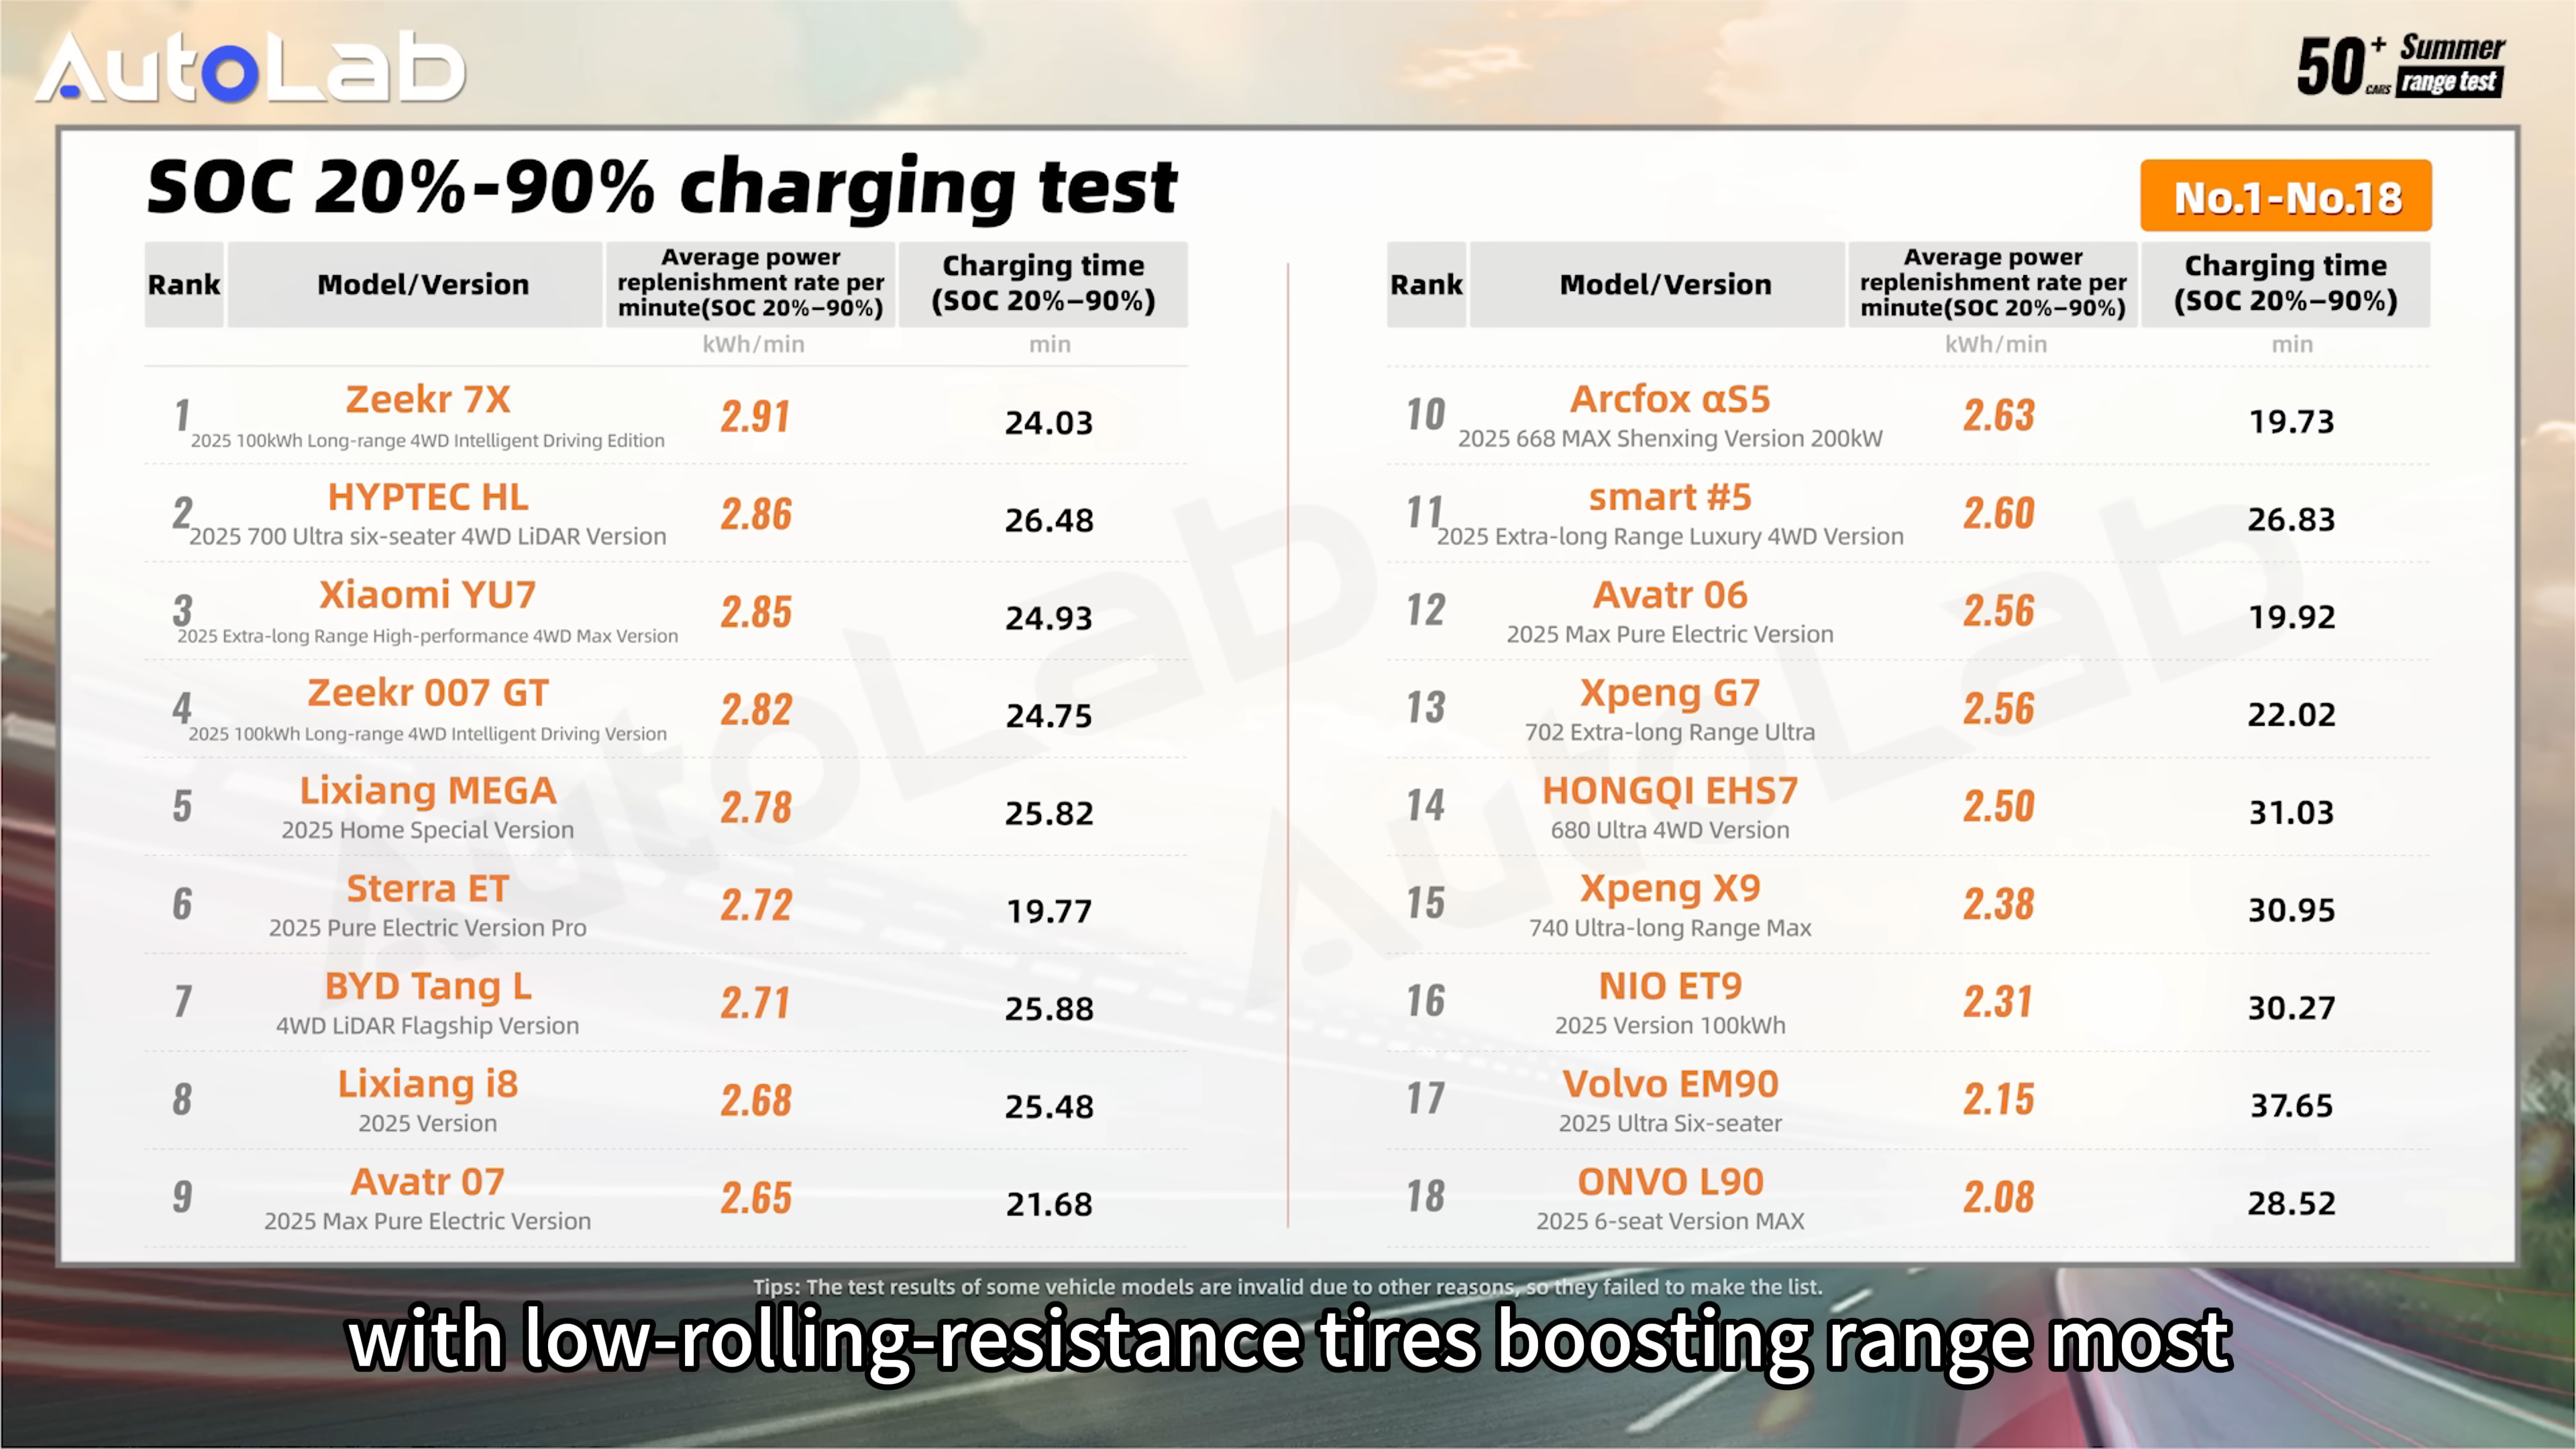 AutoLab
50+ CARS Summer range test
SOC 20%-90% charging test
No.1-No.18
Rank Model/Version Average power replenishment rate per minute(SOC 20%–90%) Charging time (SOC 20%–90%)
kWh/min min
1 Zeekr 7X 2.91 24.03
2025 100kWh Long-range 4WD Intelligent Driving Edition
2 HYPTEC HL 2.86 26.48
2025 700 Ultra six-seater 4WD LiDAR Version
3 Xiaomi YU7 2.85 24.93
2025 Extra-long Range High-performance 4WD Max Version
4 Zeekr 007 GT 2.82 24.75
2025 100kWh Long-range 4WD Intelligent Driving Version
5 Lixiang MEGA 2.78 25.82
2025 Home Special Version
6 Sterra ET 2.72 19.77
2025 Pure Electric Version Pro
7 BYD Tang L 2.71 25.88
4WD LiDAR Flagship Version
8 Lixiang i8 2.68 25.48
2025 Version
9 Avatr 07 2.65 21.68
2025 Max Pure Electric Version
Rank Model/Version Average power replenishment rate per minute(SOC 20%–90%) Charging time (SOC 20%–90%)
kWh/min min
10 Arcfox αS5 2.63 19.73
2025 668 MAX Shenxing Version 200kW
11 smart #5 2.60 26.83
2025 Extra-long Range Luxury 4WD Version
12 Avatr 06 2.56 19.92
2025 Max Pure Electric Version
13 Xpeng G7 2.56 22.02
702 Extra-long Range Ultra
14 HONGQI EHS7 2.50 31.03
680 Ultra 4WD Version
15 Xpeng X9 2.38 30.95
740 Ultra-long Range Max
16 NIO ET9 2.31 30.27
2025 Version 100kWh
17 Volvo EM90 2.15 37.65
2025 Ultra Six-seater
18 ONVO L90 2.08 28.52
2025 6-seat Version MAX
AutoLab AutoLab
Tips: The test results of some vehicle models are invalid due to other reasons, so they failed to make the list.
with low-rolling-resistance tires boosting range most